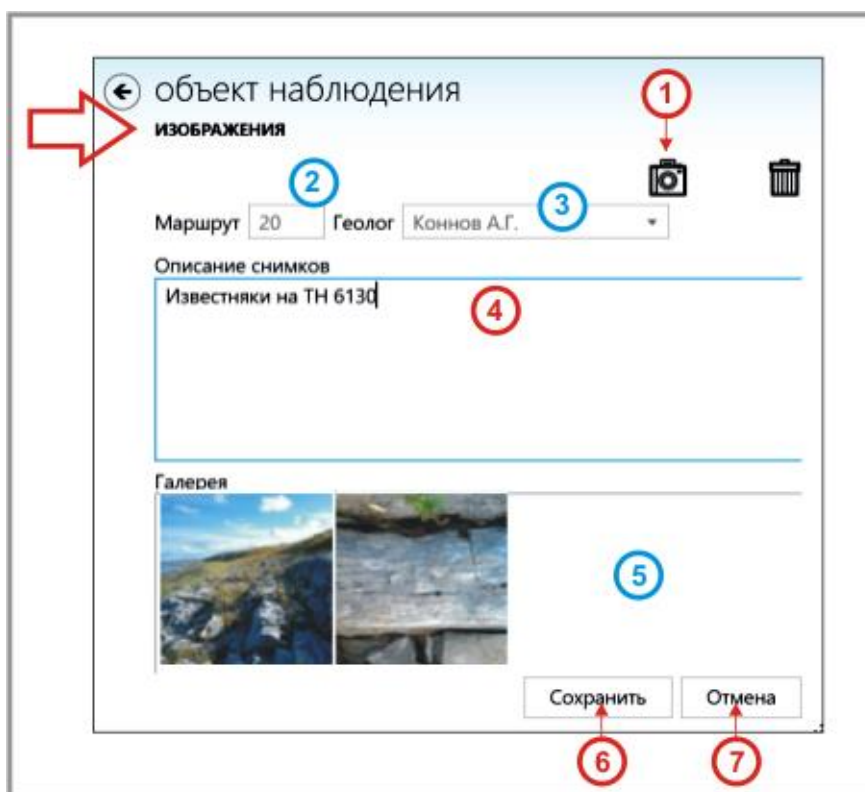 объект наблюдения
ИЗОБРАЖЕНИЯ
1
2
3
Маршрут 20 Геолог Коннов А.Г.
Описание снимков
Известняки на ТН 6130
4
Галерея
5
Сохранить Отмена
6 7